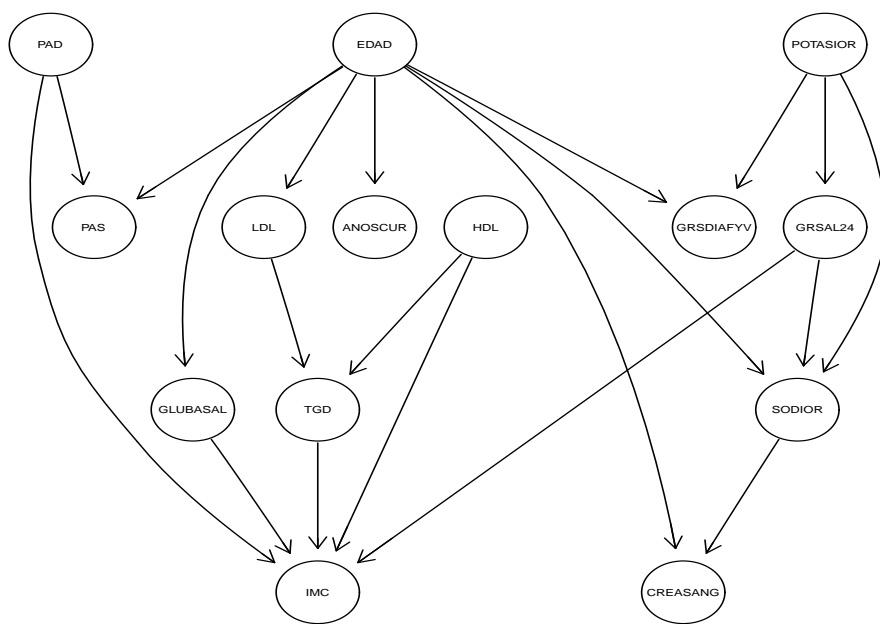 PAD
EDAD
POTASIOR
PAS
LDL
ANOSCUR
HDL
GRSDIAFYV
GRSAL24
GLUBASAL
TGD
SODIOR
IMC
CREASANG